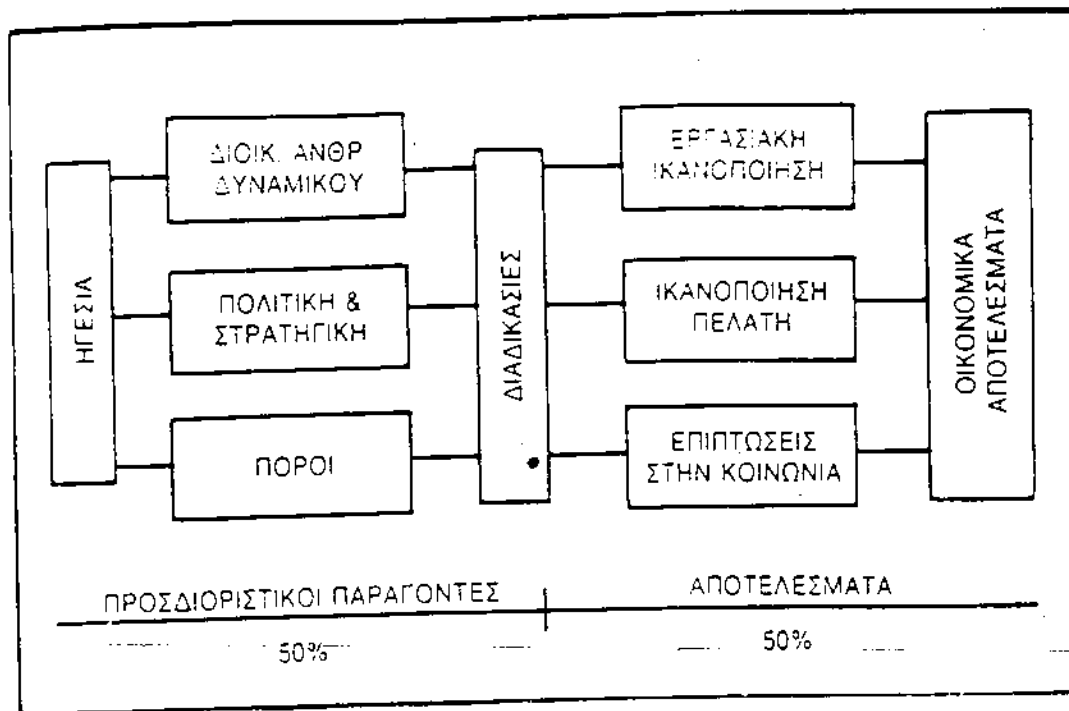 ΗΓΕΣΙΑ
ΔΙΟΙΚ. ΑΝΘΡ
ΔΥΝΑΜΙΚΟΥ
ΠΟΛΙΤΙΚΗ &
ΣΤΡΑΤΗΓΙΚΗ
ΠΟΡΟΙ
ΔΙΑΔΙΚΑΣΙΕΣ
ΕΡΓΑΣΙΑΚΗ
ΙΚΑΝΟΠΟΙΗΣΗ
ΙΚΑΝΟΠΟΙΗΣΗ
ΠΕΛΑΤΗ
ΕΠΙΠΤΩΣΕΙΣ
ΣΤΗΝ ΚΟΙΝΩΝΙΑ
ΟΙΚΟΝΟΜΙΚΑ
ΑΠΟΤΕΛΕΣΜΑΤΑ
ΠΡΟΣΔΙΟΡΙΣΤΙΚΟΙ ΠΑΡΑΓΟΝΤΕΣ
ΑΠΟΤΕΛΕΣΜΑΤΑ
50%
50%